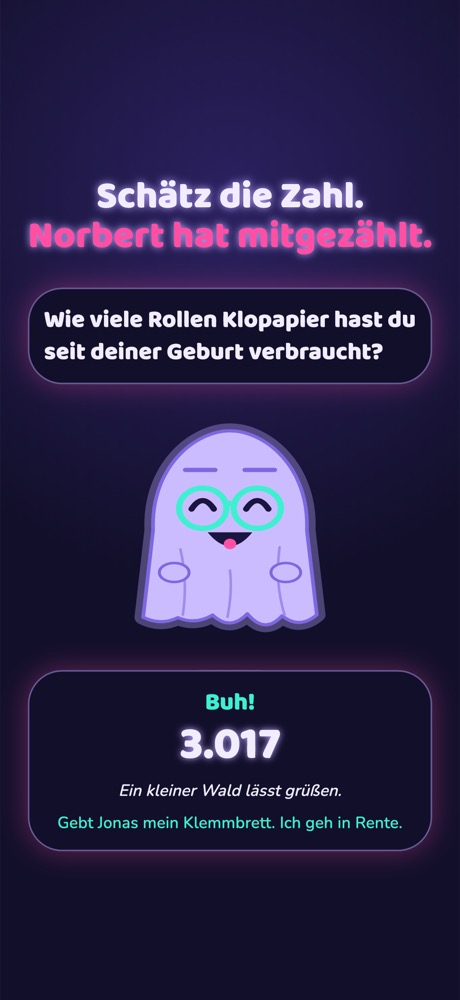 Schätz die Zahl.
Norbert hat mitgezählt.
Wie viele Rollen Klopapier hast du
seit deiner Geburt verbraucht?
Buh!
3.017
Ein kleiner Wald lässt grüßen.
Gebt Jonas mein Klemmbrett. Ich geh in Rente.